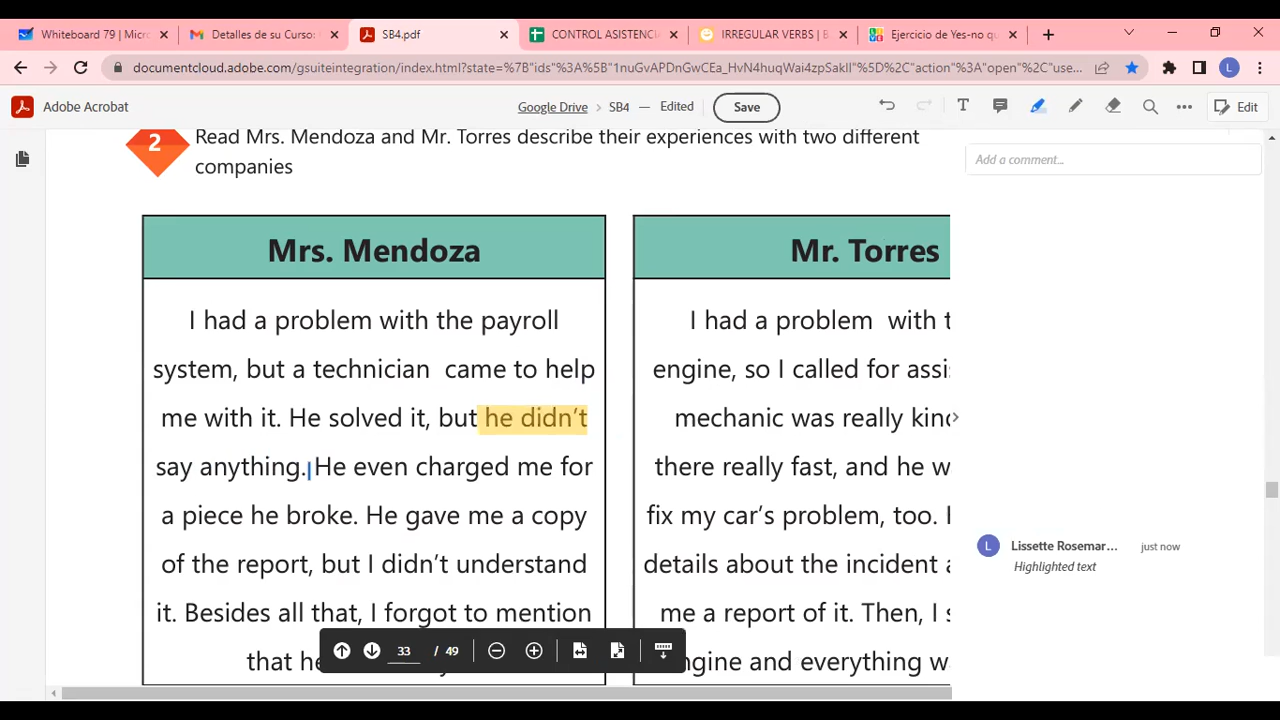 Whiteboard 79 | Micr
Detalles de su Curso:
SB4.pdf
CONTROL ASISTENCI
IRREGULAR VERBS | B
Ejercicio de Yes-no qu
documentcloud.adobe.com/gsuiteintegration/index.html?state=%7B"ids"%3A%5B"1nuGvAPDnGwCEa_HvN4huqWai4zpSakIl"%5D%2C"action"%3A"open"%2C"use...
L
Adobe Acrobat
Google Drive > SB4 — Edited
Save
Edit
2
Read Mrs. Mendoza and Mr. Torres describe their experiences with two different
companies
Add a comment...
Mrs. Mendoza
I had a problem with the payroll
system, but a technician came to help
me with it. He solved it, but he didn't
say anything. He even charged me for
a piece he broke. He gave me a copy
of the report, but I didn't understand
it. Besides all that, I forgot to mention
that he
Mr. Torres
I had a problem with t
engine, so I called for assi
mechanic was really kind
there really fast, and he w
fix my car's problem, too.
details about the incident a
me a report of it. Then, I s
ngine and everything wa
L
Lissette Rosemar...
just now
Highlighted text
33 / 49